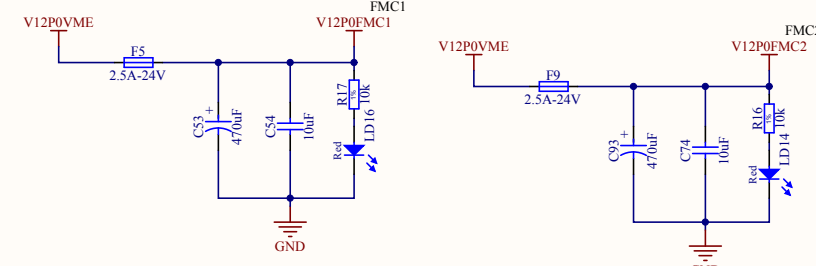 FMC1
V12P0VME
V12P0FMC1
F5
2.5A-24V
C53
+
470uF
C54
10uF
R17
1%
10k
LD16
Red
GND
FMC2
V12P0VME
V12P0FMC2
F9
2.5A-24V
C93
+
470uF
C74
10uF
R16
1%
10k
LD14
Red